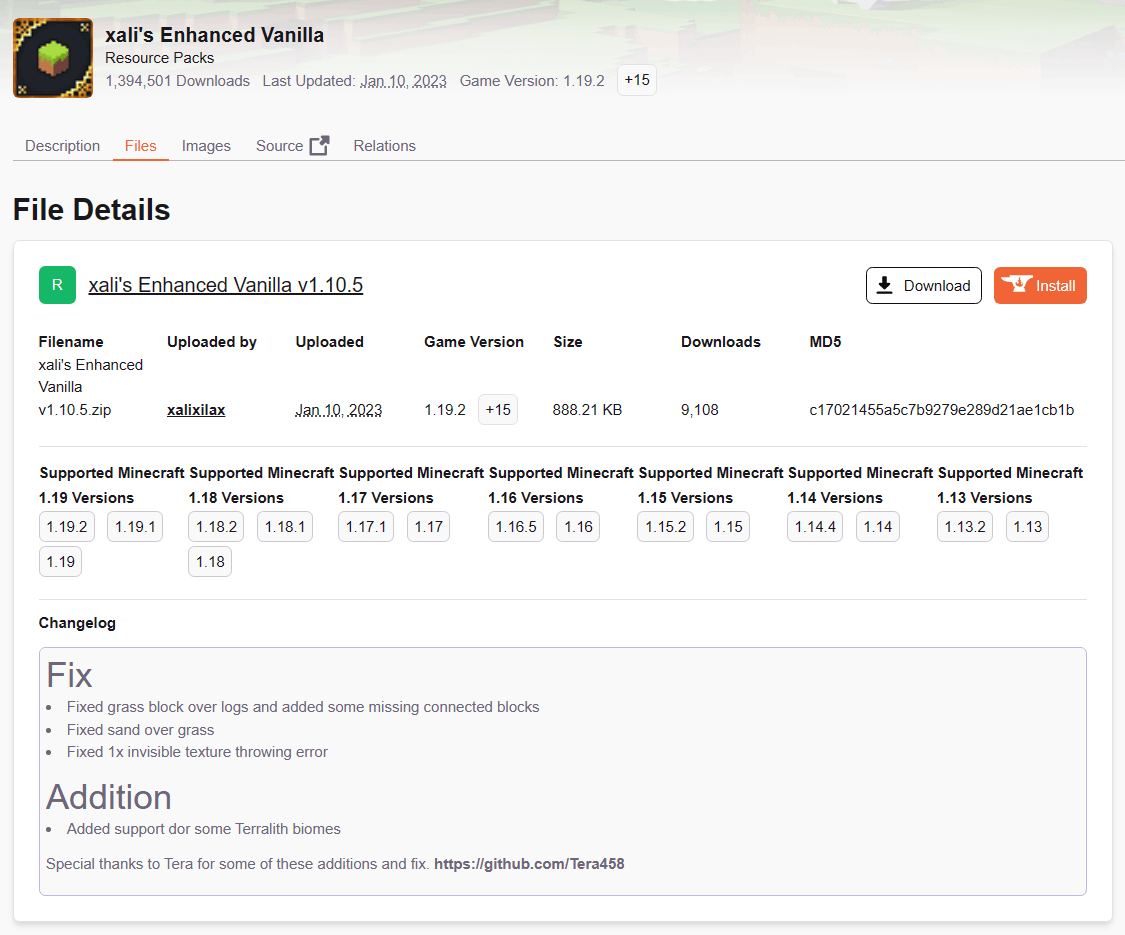 xali's Enhanced Vanilla
Resource Packs
1,394,501 Downloads Last Updated: Jan 10, 2023 Game Version: 1.19.2 +15
Description Files Images Source Relations
File Details
R xali's Enhanced Vanilla v1.10.5 Download Install
Filename Uploaded by Uploaded Game Version Size Downloads MD5
xali's Enhanced
Vanilla
v1.10.5.zip xalixilax Jan 10, 2023 1.19.2 +15 888.21 KB 9,108 c17021455a5c7b9279e289d21ae1cb1b
Supported Minecraft Supported Minecraft Supported Minecraft Supported Minecraft Supported Minecraft Supported Minecraft Supported Minecraft
1.19 Versions 1.18 Versions 1.17 Versions 1.16 Versions 1.15 Versions 1.14 Versions 1.13 Versions
1.19.2 1.19.1 1.18.2 1.18.1 1.17.1 1.17 1.16.5 1.16 1.15.2 1.15 1.14.4 1.14 1.13.2 1.13
1.19 1.18
Changelog
Fix
• Fixed grass block over logs and added some missing connected blocks
• Fixed sand over grass
• Fixed 1x invisible texture throwing error
Addition
• Added support dor some Terralith biomes
Special thanks to Tera for some of these additions and fix. https://github.com/Tera458